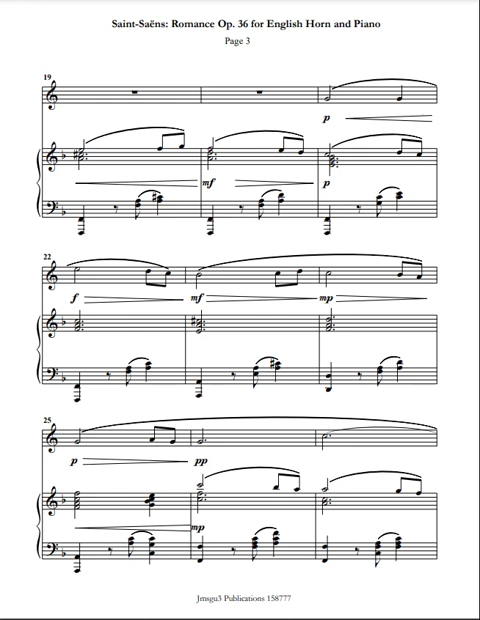 Saint-Saëns: Romance Op. 36 for English Horn and Piano
Page 3
19
p
mf
p
22
f
mf
mp
25
p
pp
mp
Jmsgu3 Publications 158777